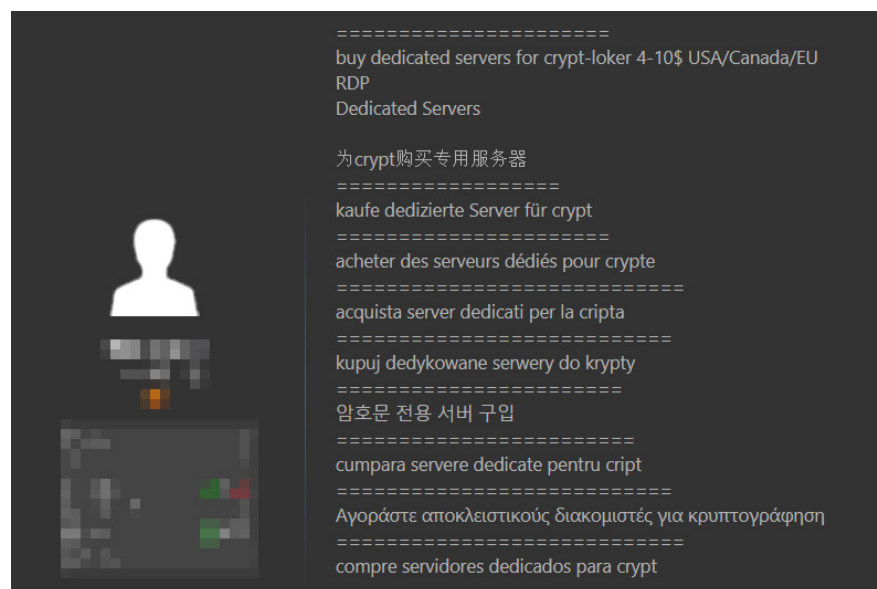 ======================
buy dedicated servers for crypt-loker 4-10$ USA/Canada/EU
RDP
Dedicated Servers
为crypt购买专用服务器
==================
kaufe dedizierte Server für crypt
======================
acheter des serveurs dédiés pour crypte
============================
acquista server dedicati per la cripta
===========================
kupuj dedykowane serwery do krypty
=======================
암호문 전용 서버 구입
========================
cumpara servere dedicate pentru cript
===========================
Αγοράστε αποκλειστικούς διακομιστές για κρυπτογράφηση
============================
compre servidores dedicados para crypt